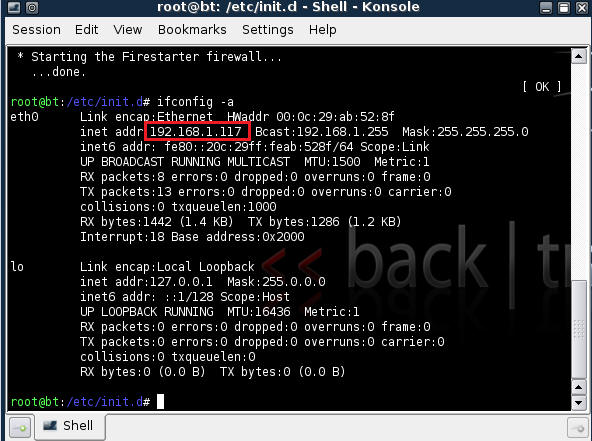 root@bt: /etc/init.d - Shell - Konsole
Session Edit View Bookmarks Settings Help
* Starting the Firestarter firewall...
...done.
[ OK ]
root@bt:/etc/init.d# ifconfig -a
eth0 Link encap:Ethernet HWaddr 00:0c:29:ab:52:8f
inet addr:192.168.1.117 Bcast:192.168.1.255 Mask:255.255.255.0
inet6 addr: fe80::20c:29ff:feab:528f/64 Scope:Link
UP BROADCAST RUNNING MULTICAST MTU:1500 Metric:1
RX packets:8 errors:0 dropped:0 overruns:0 frame:0
TX packets:13 errors:0 dropped:0 overruns:0 carrier:0
collisions:0 txqueuelen:1000
RX bytes:1442 (1.4 KB) TX bytes:1286 (1.2 KB)
Interrupt:18 Base address:0x2000
lo Link encap:Local Loopback
inet addr:127.0.0.1 Mask:255.0.0.0
inet6 addr: ::1/128 Scope:Host
UP LOOPBACK RUNNING MTU:16436 Metric:1
RX packets:0 errors:0 dropped:0 overruns:0 frame:0
TX packets:0 errors:0 dropped:0 overruns:0 carrier:0
collisions:0 txqueuelen:0
RX bytes:0 (0.0 B) TX bytes:0 (0.0 B)
<< back | tr
root@bt:/etc/init.d#
Shell